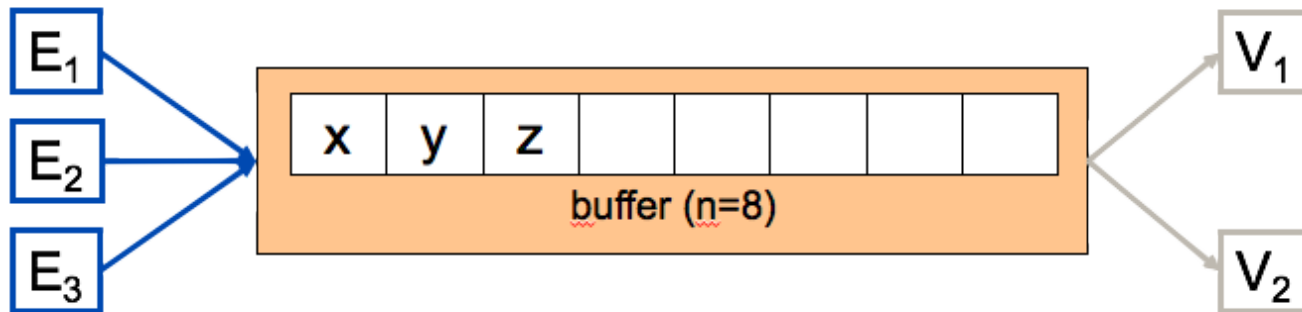 E₁
E₂
E₃
x y z
buffer (n=8)
V₁
V₂